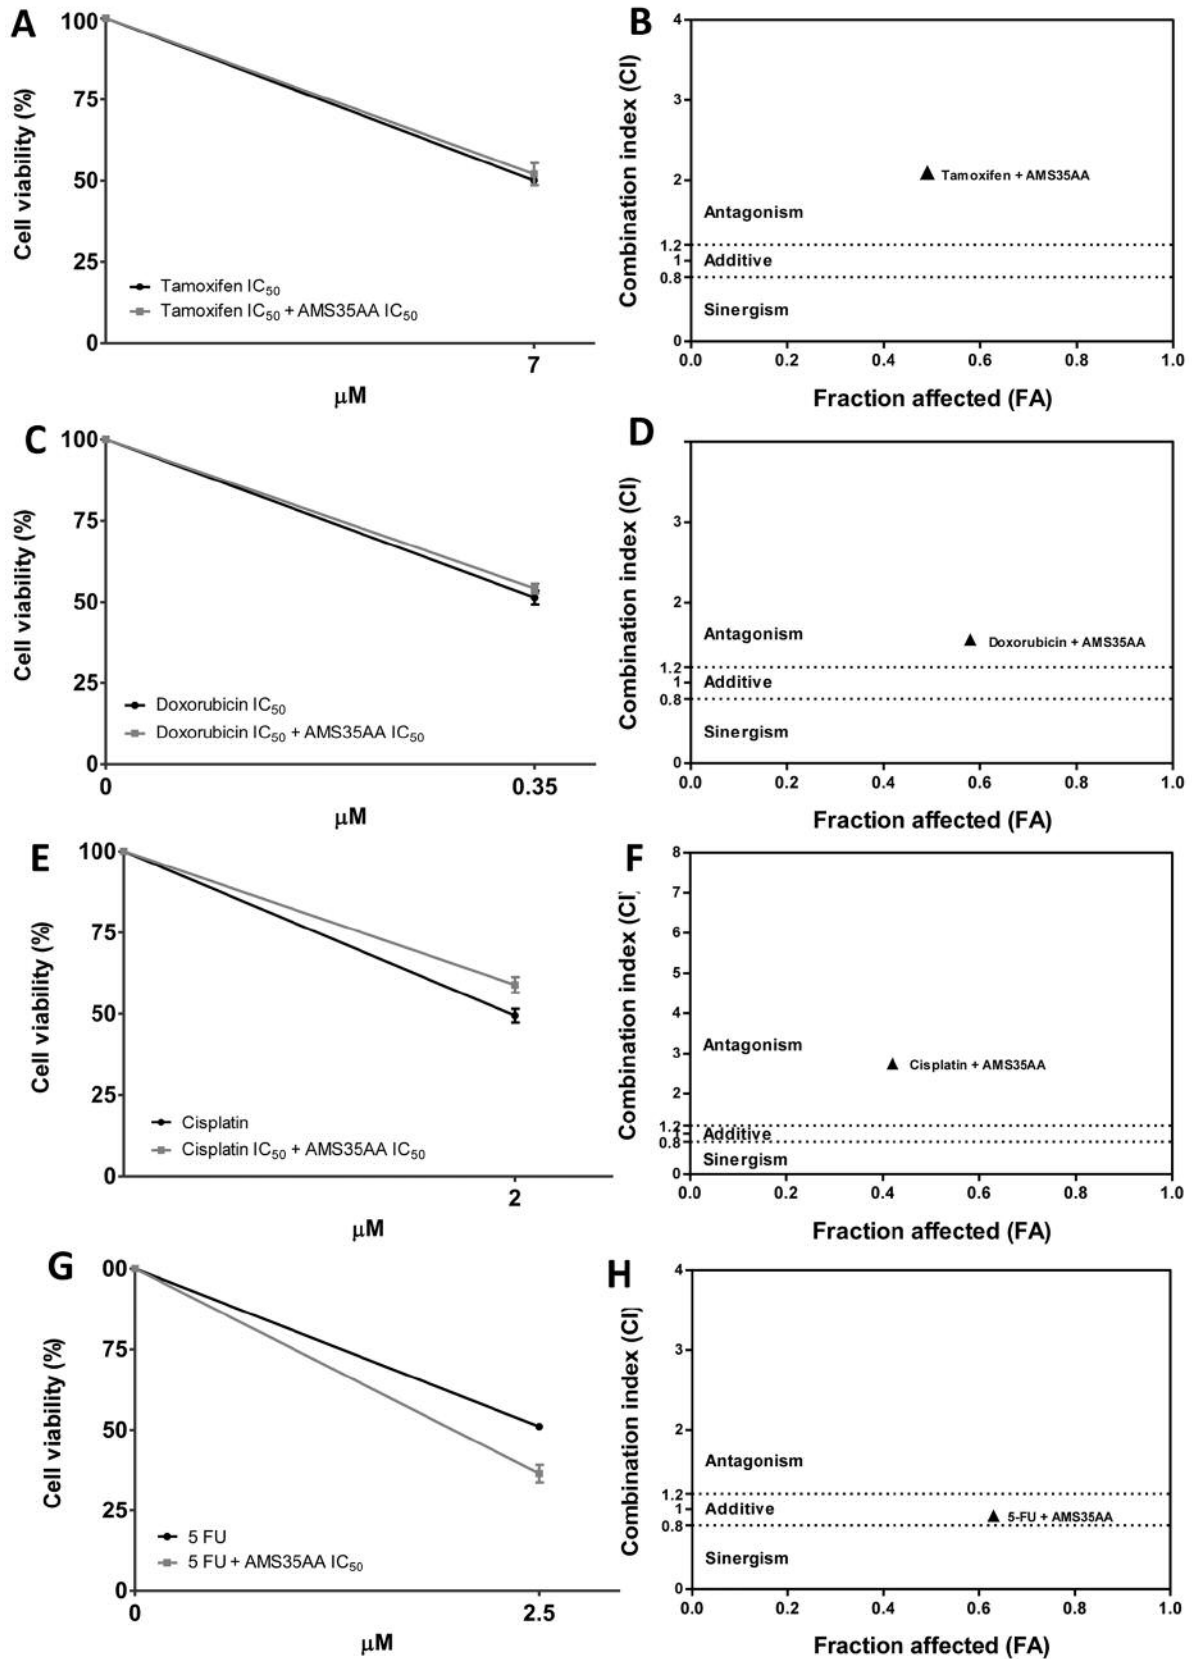 A
Cell viability (%)
100
75
50
25
0
7
μM
Tamoxifen IC50
Tamoxifen IC50 + AMS35AA IC50
B
Combination index (CI)
4
3
2
1.2
1
0.8
0
Antagonism
Additive
Sinergism
Tamoxifen + AMS35AA
0.0 0.2 0.4 0.6 0.8 1.0
Fraction affected (FA)
C
Cell viability (%)
100
75
50
25
0
0 0.35
μM
Doxorubicin IC50
Doxorubicin IC50 + AMS35AA IC50
D
Combination index (CI)
3
2
1.2
1
0.8
0
Antagonism
Additive
Sinergism
Doxorubicin + AMS35AA
0.0 0.2 0.4 0.6 0.8 1.0
Fraction affected (FA)
E
Cell viability (%)
100
75
50
25
0
2
μM
Cisplatin
Cisplatin IC50 + AMS35AA IC50
F
Combination index (CI)
8
7
6
5
4
3
2
1.2
1
0.8
0
Antagonism
Additive
Sinergism
Cisplatin + AMS35AA
0.0 0.2 0.4 0.6 0.8 1.0
Fraction affected (FA)
G
Cell viability (%)
00
75
50
25
0
0 2.5
μM
5 FU
5 FU + AMS35AA IC50
H
Combination index (CI)
4
3
2
1.2
1
0.8
0
Antagonism
Additive
Sinergism
5-FU + AMS35AA
0.0 0.2 0.4 0.6 0.8 1.0
Fraction affected (FA)